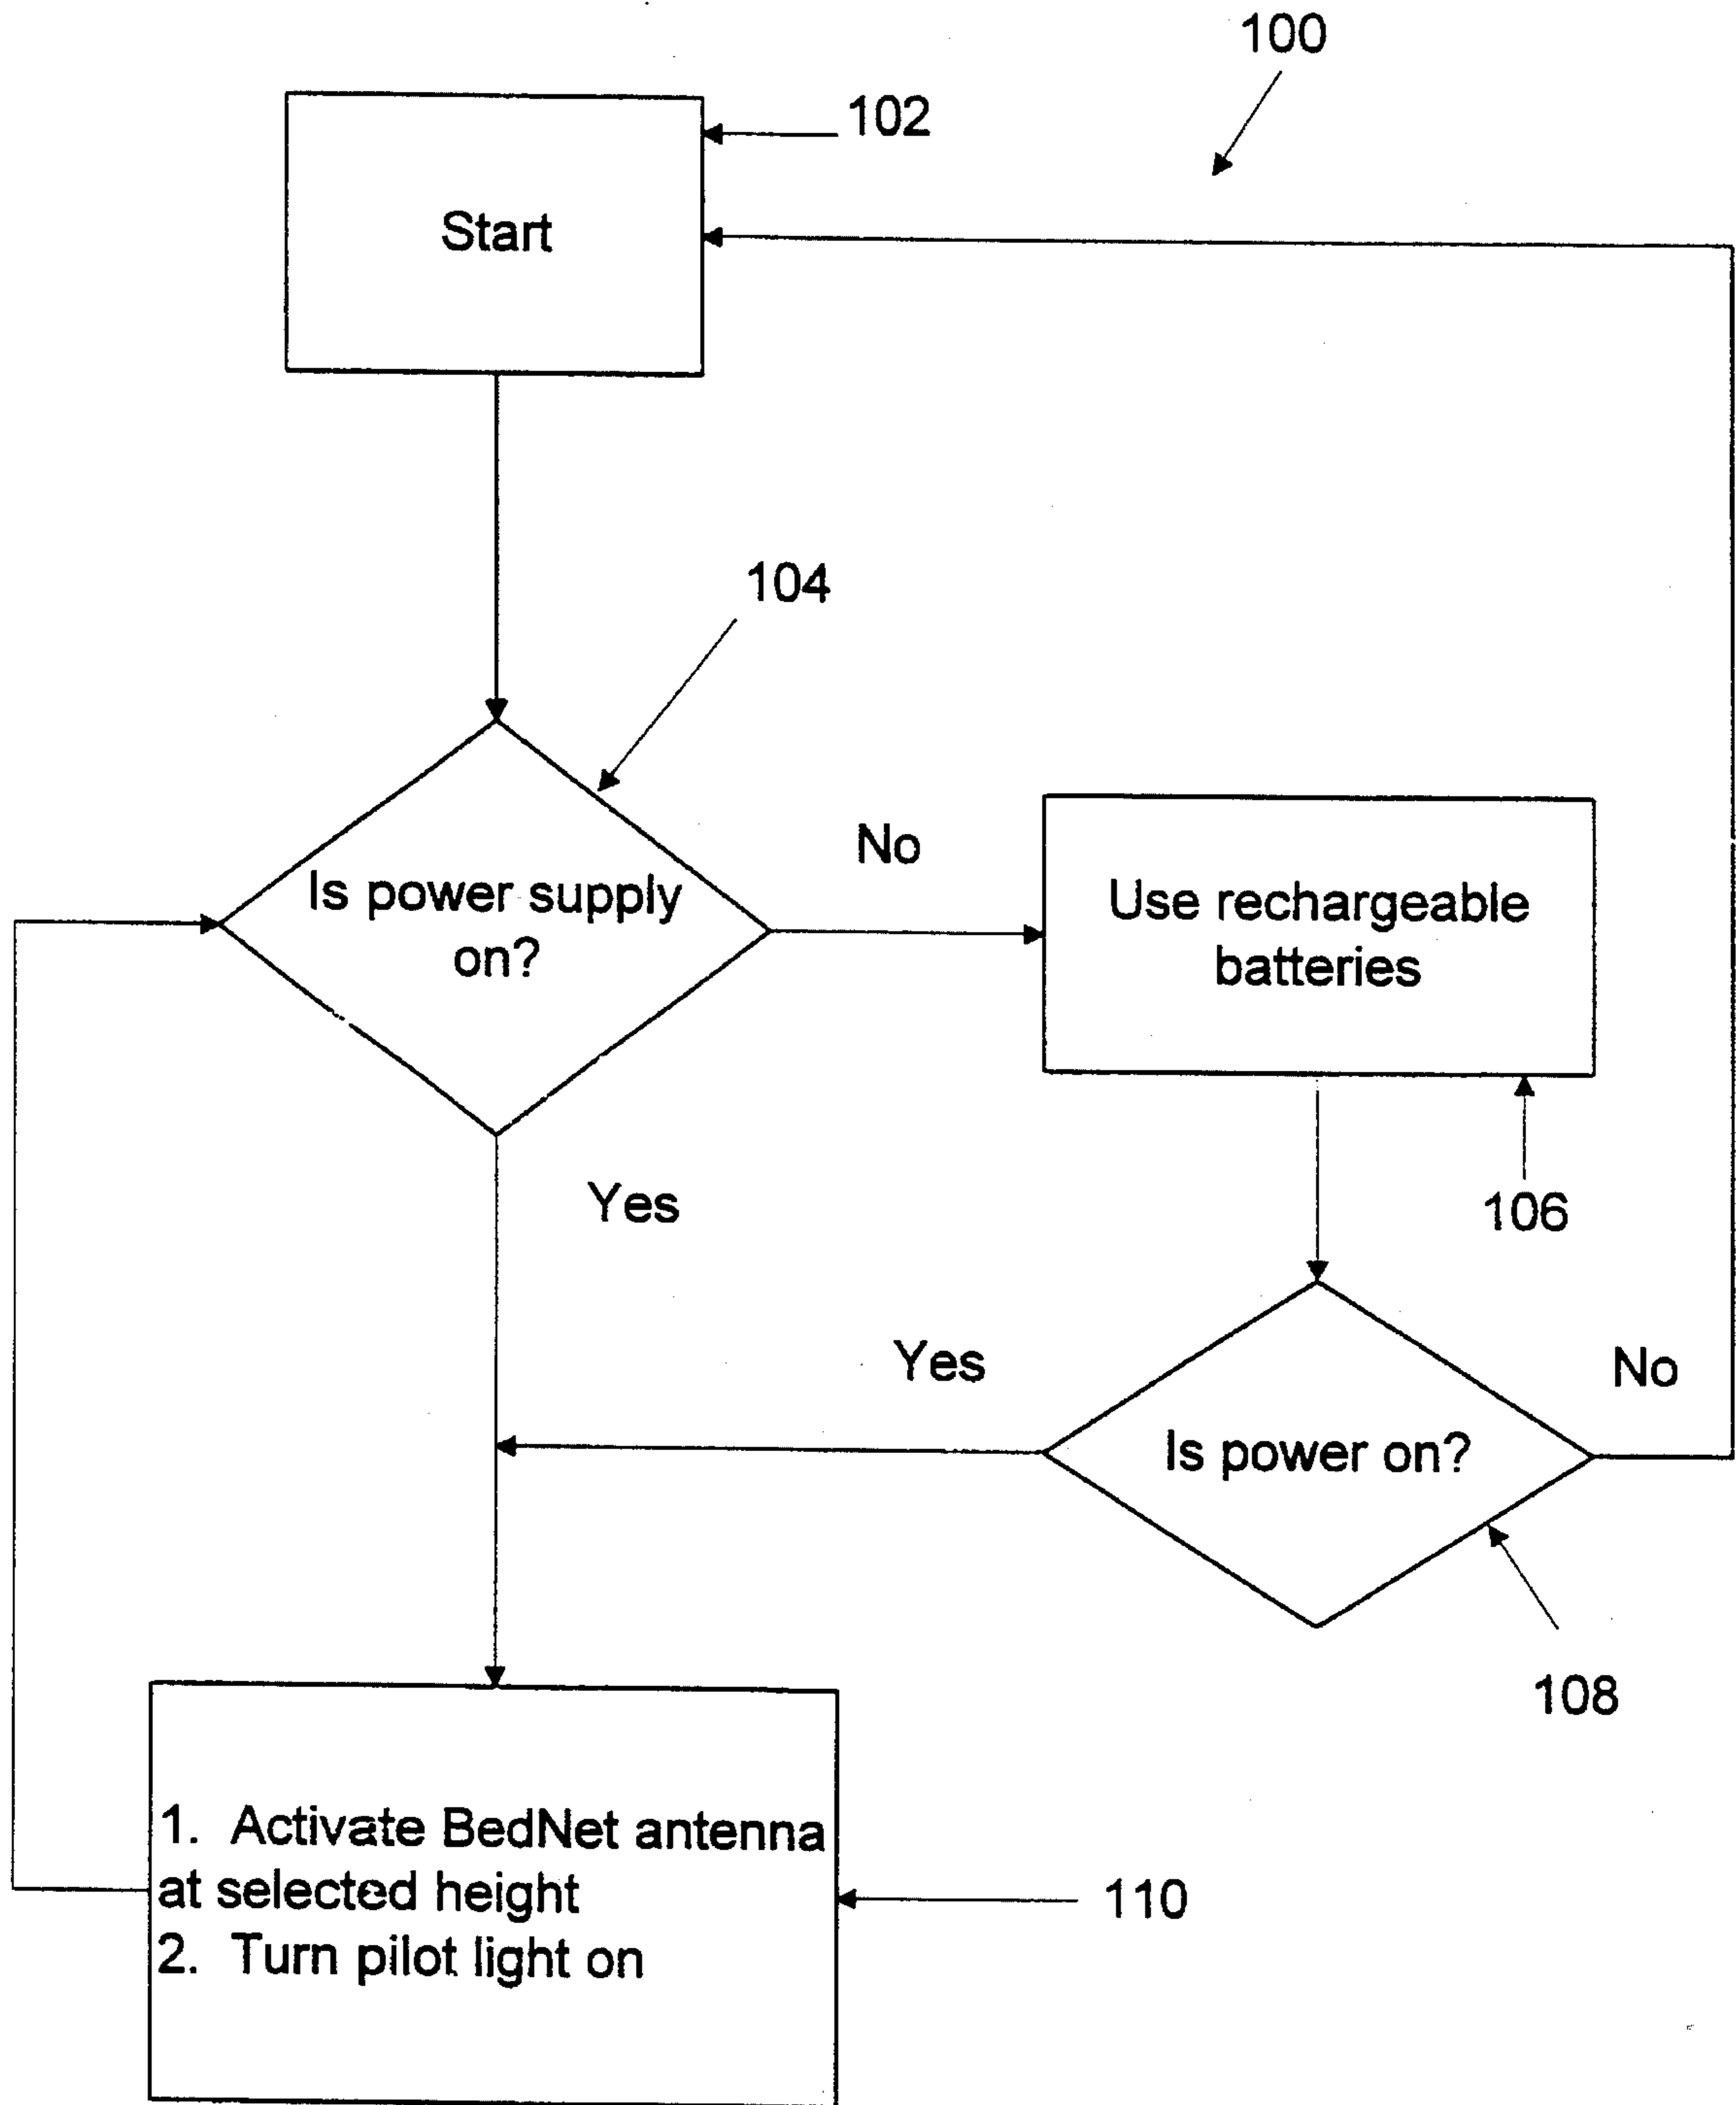 100
102
Start
104
No
Is power supply
on?
Use rechargeable
batteries
Yes
106
Yes
No
Is power on?
108
1. Activate BedNet antenna
at selected height
2. Turn pilot light on
110